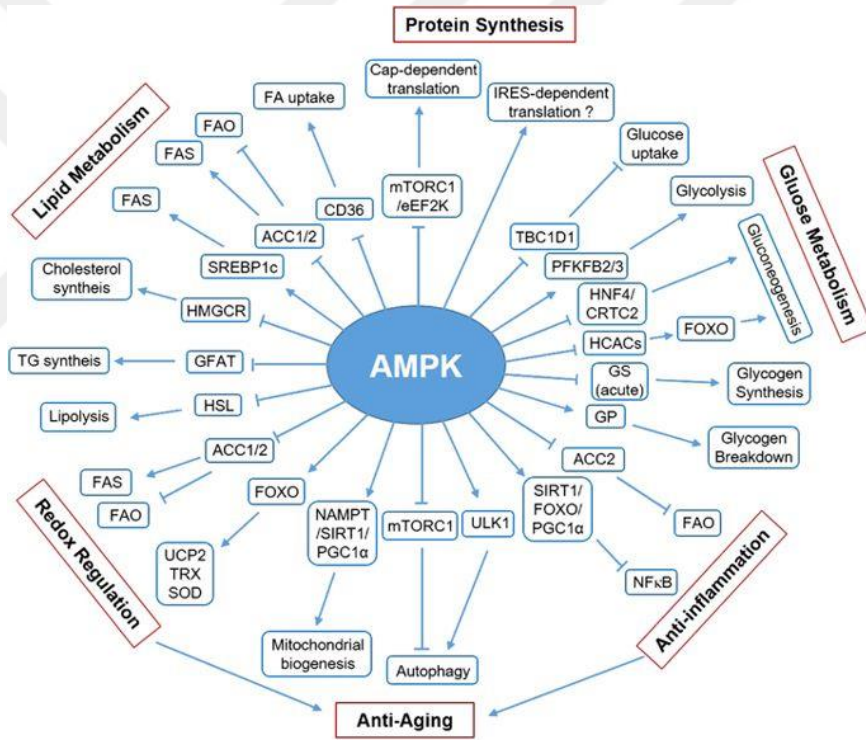 Protein Synthesis
Cap-dependent
translation
IRES-dependent
translation ?
FA uptake
FAO
FAS
FAS
Lipid Metabolism
Glucose
uptake
Glycolysis
Glucose Metabolism
Gluconeogenesis
mTORC1
/eEF2K
CD36
ACC1/2
SREBP1c
TBC1D1
PFKFB2/3
HNF4/
CRTC2
Cholesterol
syntheis
HMGCR
HCACs
FOXO
AMPK
TG syntheis
GFAT
GS
(acute)
Glycogen
Synthesis
Lipolysis
HSL
GP
Glycogen
Breakdown
ACC1/2
ACC2
FAS
FAO
FOXO
NAMPT
/SIRT1/
PGC1α
mTORC1
ULK1
SIRT1/
FOXO/
PGC1α
FAO
UCP2
TRX
SOD
NFκB
Redox Regulation
Anti-inflammation
Mitochondrial
biogenesis
Autophagy
Anti-Aging